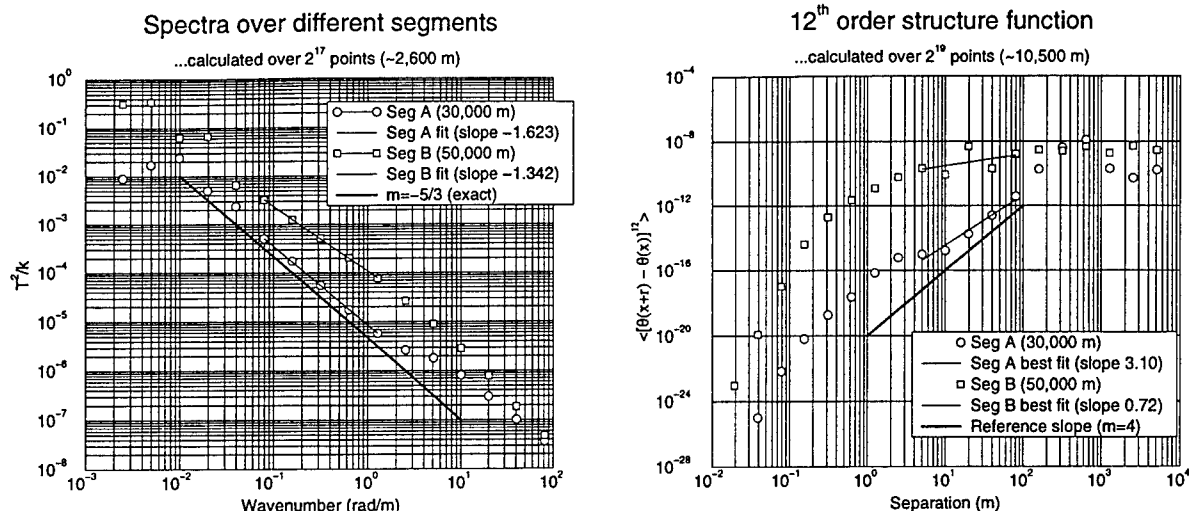 Spectra over different segments
...calculated over 2^17 points (~2,600 m)
10^0
10^-1
10^-2
10^-3
10^-4
10^-5
10^-6
10^-7
10^-8
ϒ²/k
Seg A (30,000 m)
Seg A fit (slope −1.623)
Seg B (50,000 m)
Seg B fit (slope −1.342)
m=−5/3 (exact)
10^-3
10^-2
10^-1
10^0
10^1
10^2
Wavenumber (rad/m)
12^th order structure function
...calculated over 2^19 points (~10,500 m)
10^-4
10^-8
10^-12
10^-16
10^-20
10^-24
10^-28
<[θ(x+r) − θ(x)]^12>
Seg A (30,000 m)
Seg A best fit (slope 3.10)
Seg B (50,000 m)
Seg B best fit (slope 0.72)
Reference slope (m=4)
10^-2
10^-1
10^0
10^1
10^2
10^3
10^4
Separation (m)